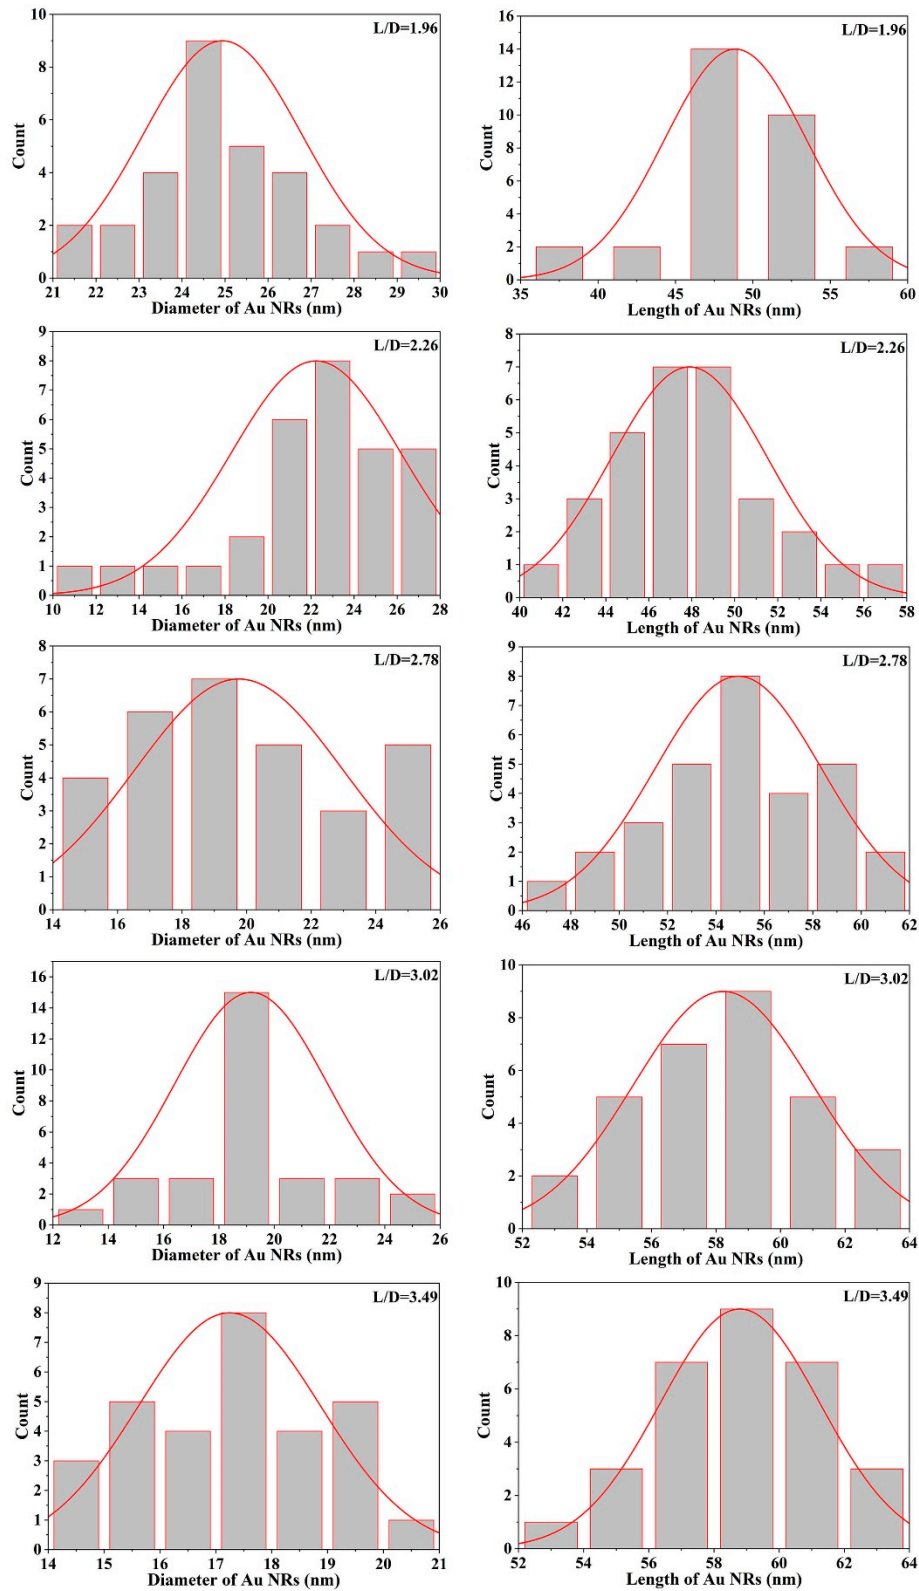 L/D=1.96
10
8
6
4
2
0
Count
21 22 23 24 25 26 27 28 29 30
Diameter of Au NRs (nm)
L/D=1.96
16
14
12
10
8
6
4
2
0
Count
35 40 45 50 55 60
Length of Au NRs (nm)
L/D=2.26
9
8
7
6
5
4
3
2
1
0
Count
10 12 14 16 18 20 22 24 26 28
Diameter of Au NRs (nm)
L/D=2.26
8
7
6
5
4
3
2
1
0
Count
40 42 44 46 48 50 52 54 56 58
Length of Au NRs (nm)
L/D=2.78
8
7
6
5
4
3
2
1
0
Count
14 16 18 20 22 24 26
Diameter of Au NRs (nm)
L/D=2.78
9
8
7
6
5
4
3
2
1
0
Count
46 48 50 52 54 56 58 60 62
Length of Au NRs (nm)
L/D=3.02
16
14
12
10
8
6
4
2
0
Count
12 14 16 18 20 22 24 26
Diameter of Au NRs (nm)
L/D=3.02
10
8
6
4
2
0
Count
52 54 56 58 60 62 64
Length of Au NRs (nm)
L/D=3.49
9
8
7
6
5
4
3
2
1
0
Count
14 15 16 17 18 19 20 21
Diameter of Au NRs (nm)
L/D=3.49
10
8
6
4
2
0
Count
52 54 56 58 60 62 64
Length of Au NRs (nm)